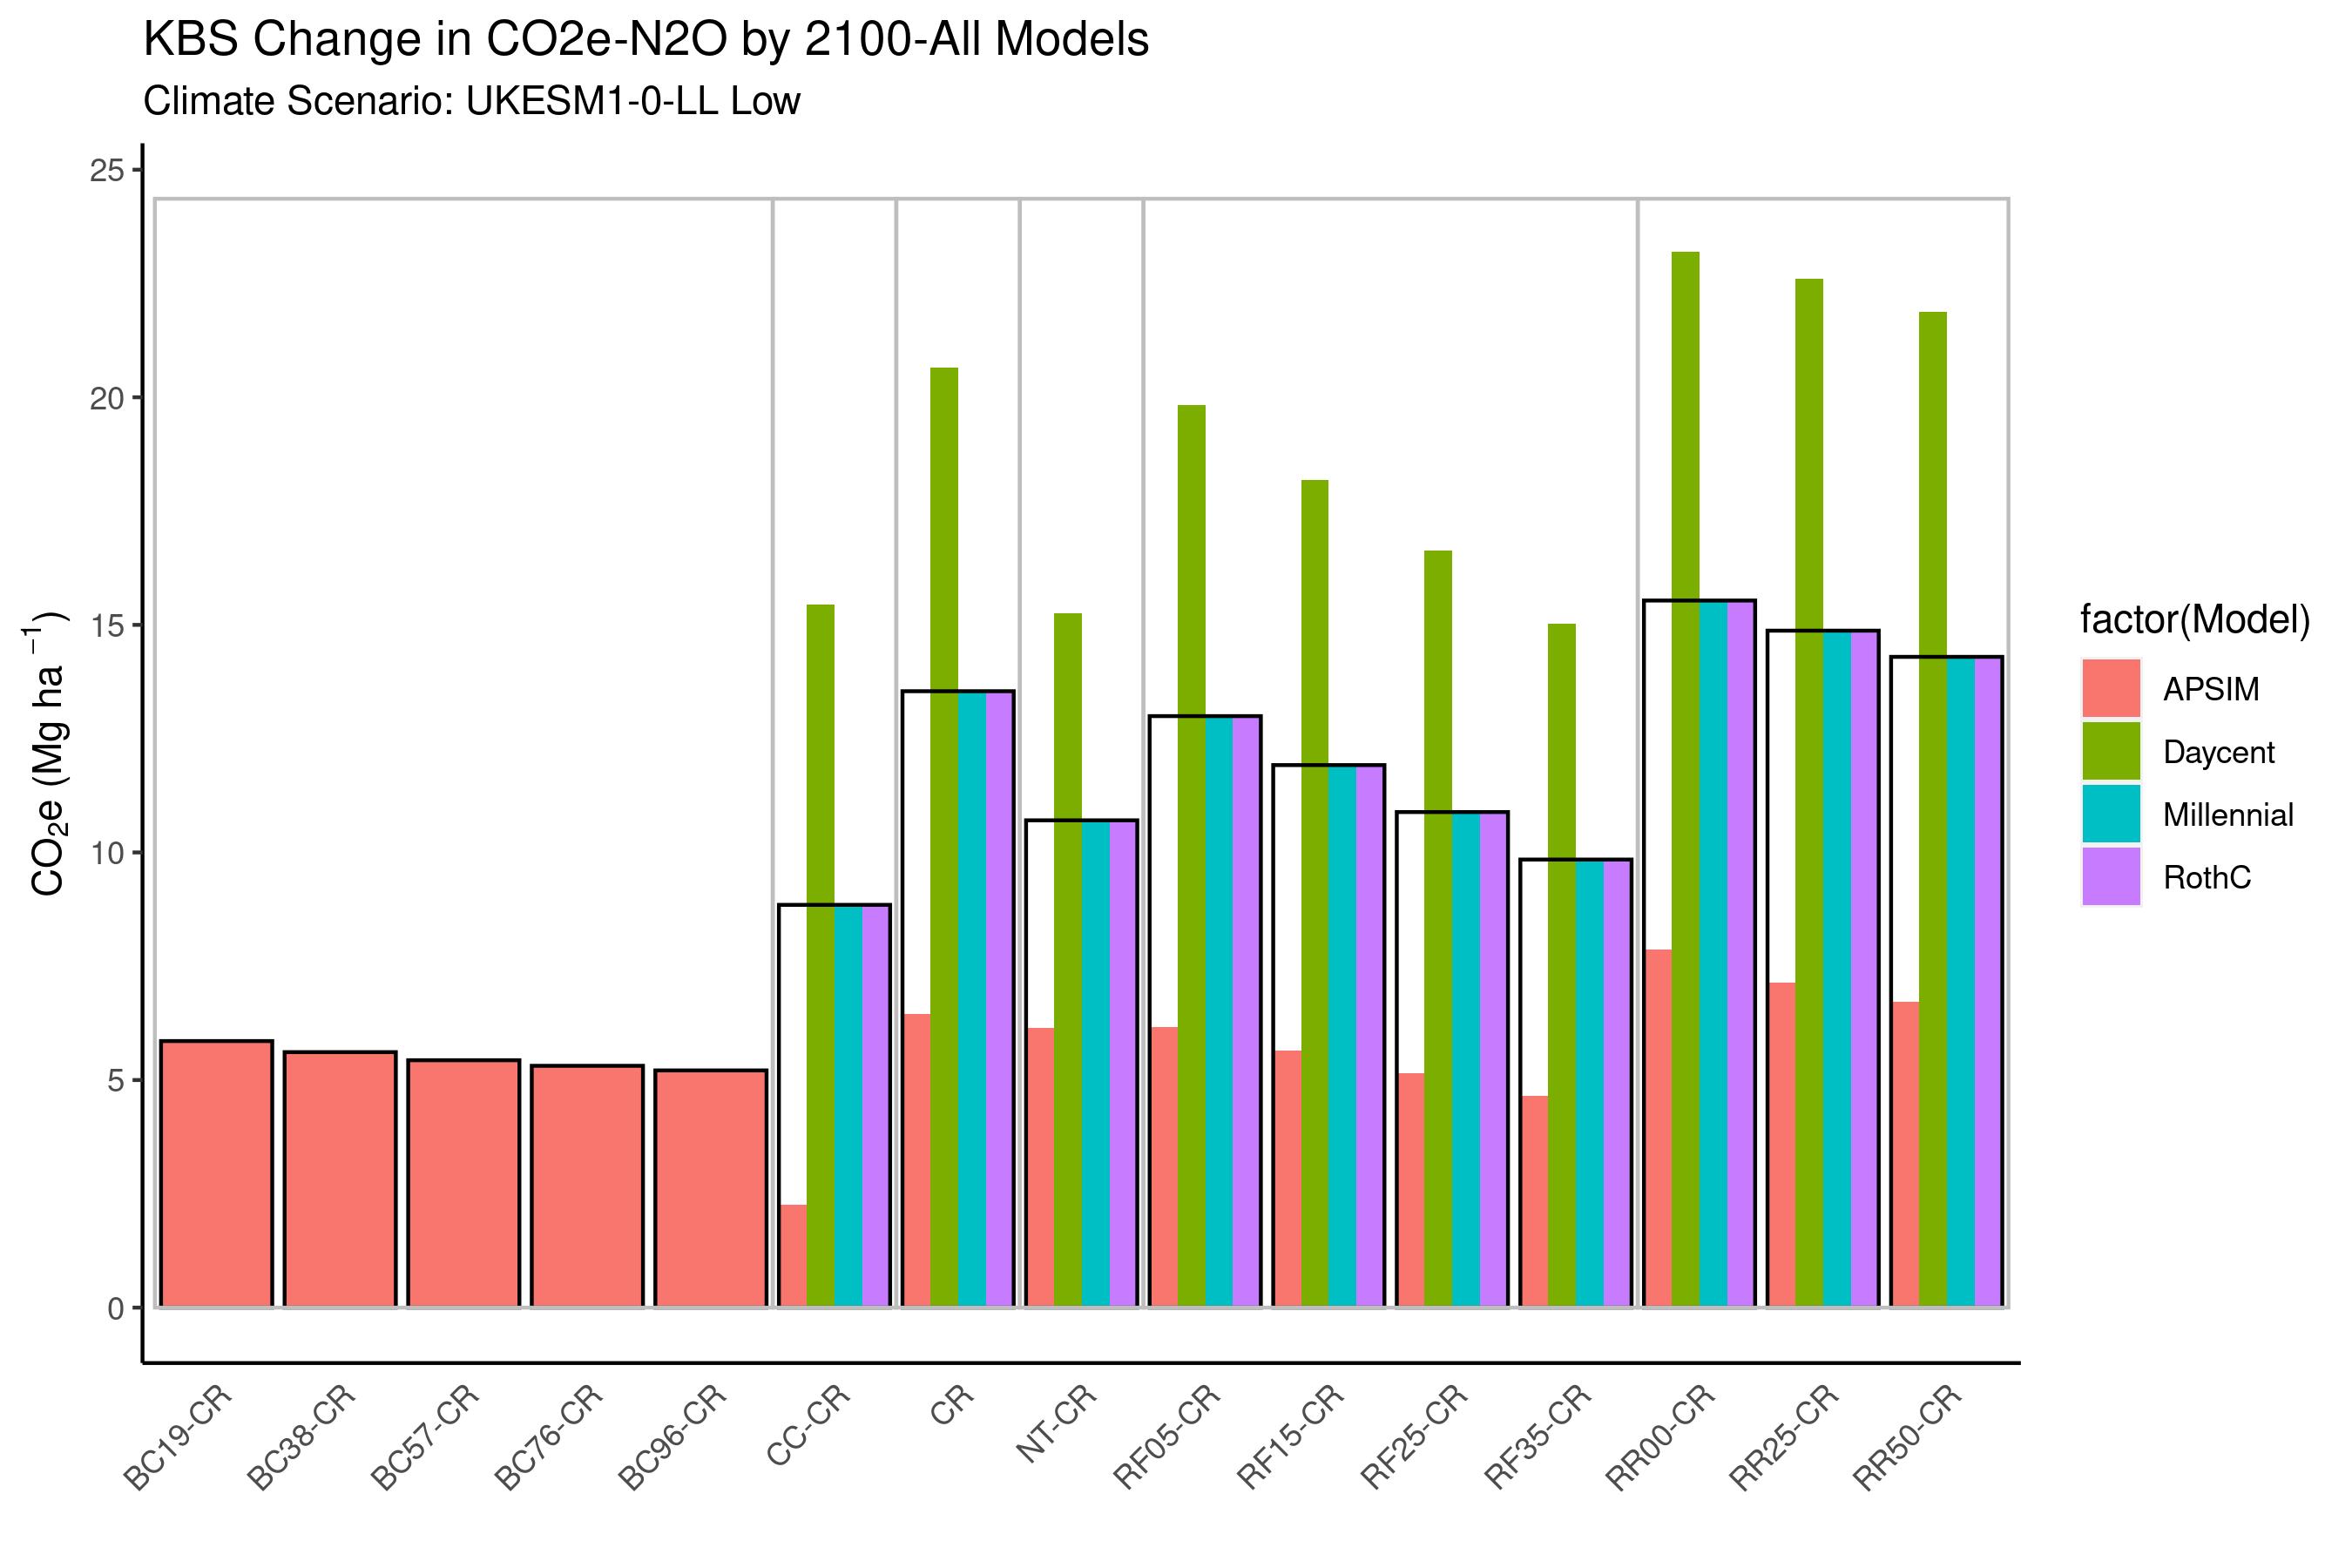 KBS Change in CO2e-N2O by 2100-All Models
Climate Scenario: UKESM1-0-LL Low
CO₂e (Mg ha ⁻¹)
25
20
15
10
5
0
BC19-CR
BC38-CR
BC57-CR
BC76-CR
BC96-CR
CC-CR
CR
NT-CR
RF05-CR
RF15-CR
RF25-CR
RF35-CR
RR00-CR
RR25-CR
RR50-CR
factor(Model)
APSIM
Daycent
Millennial
RothC